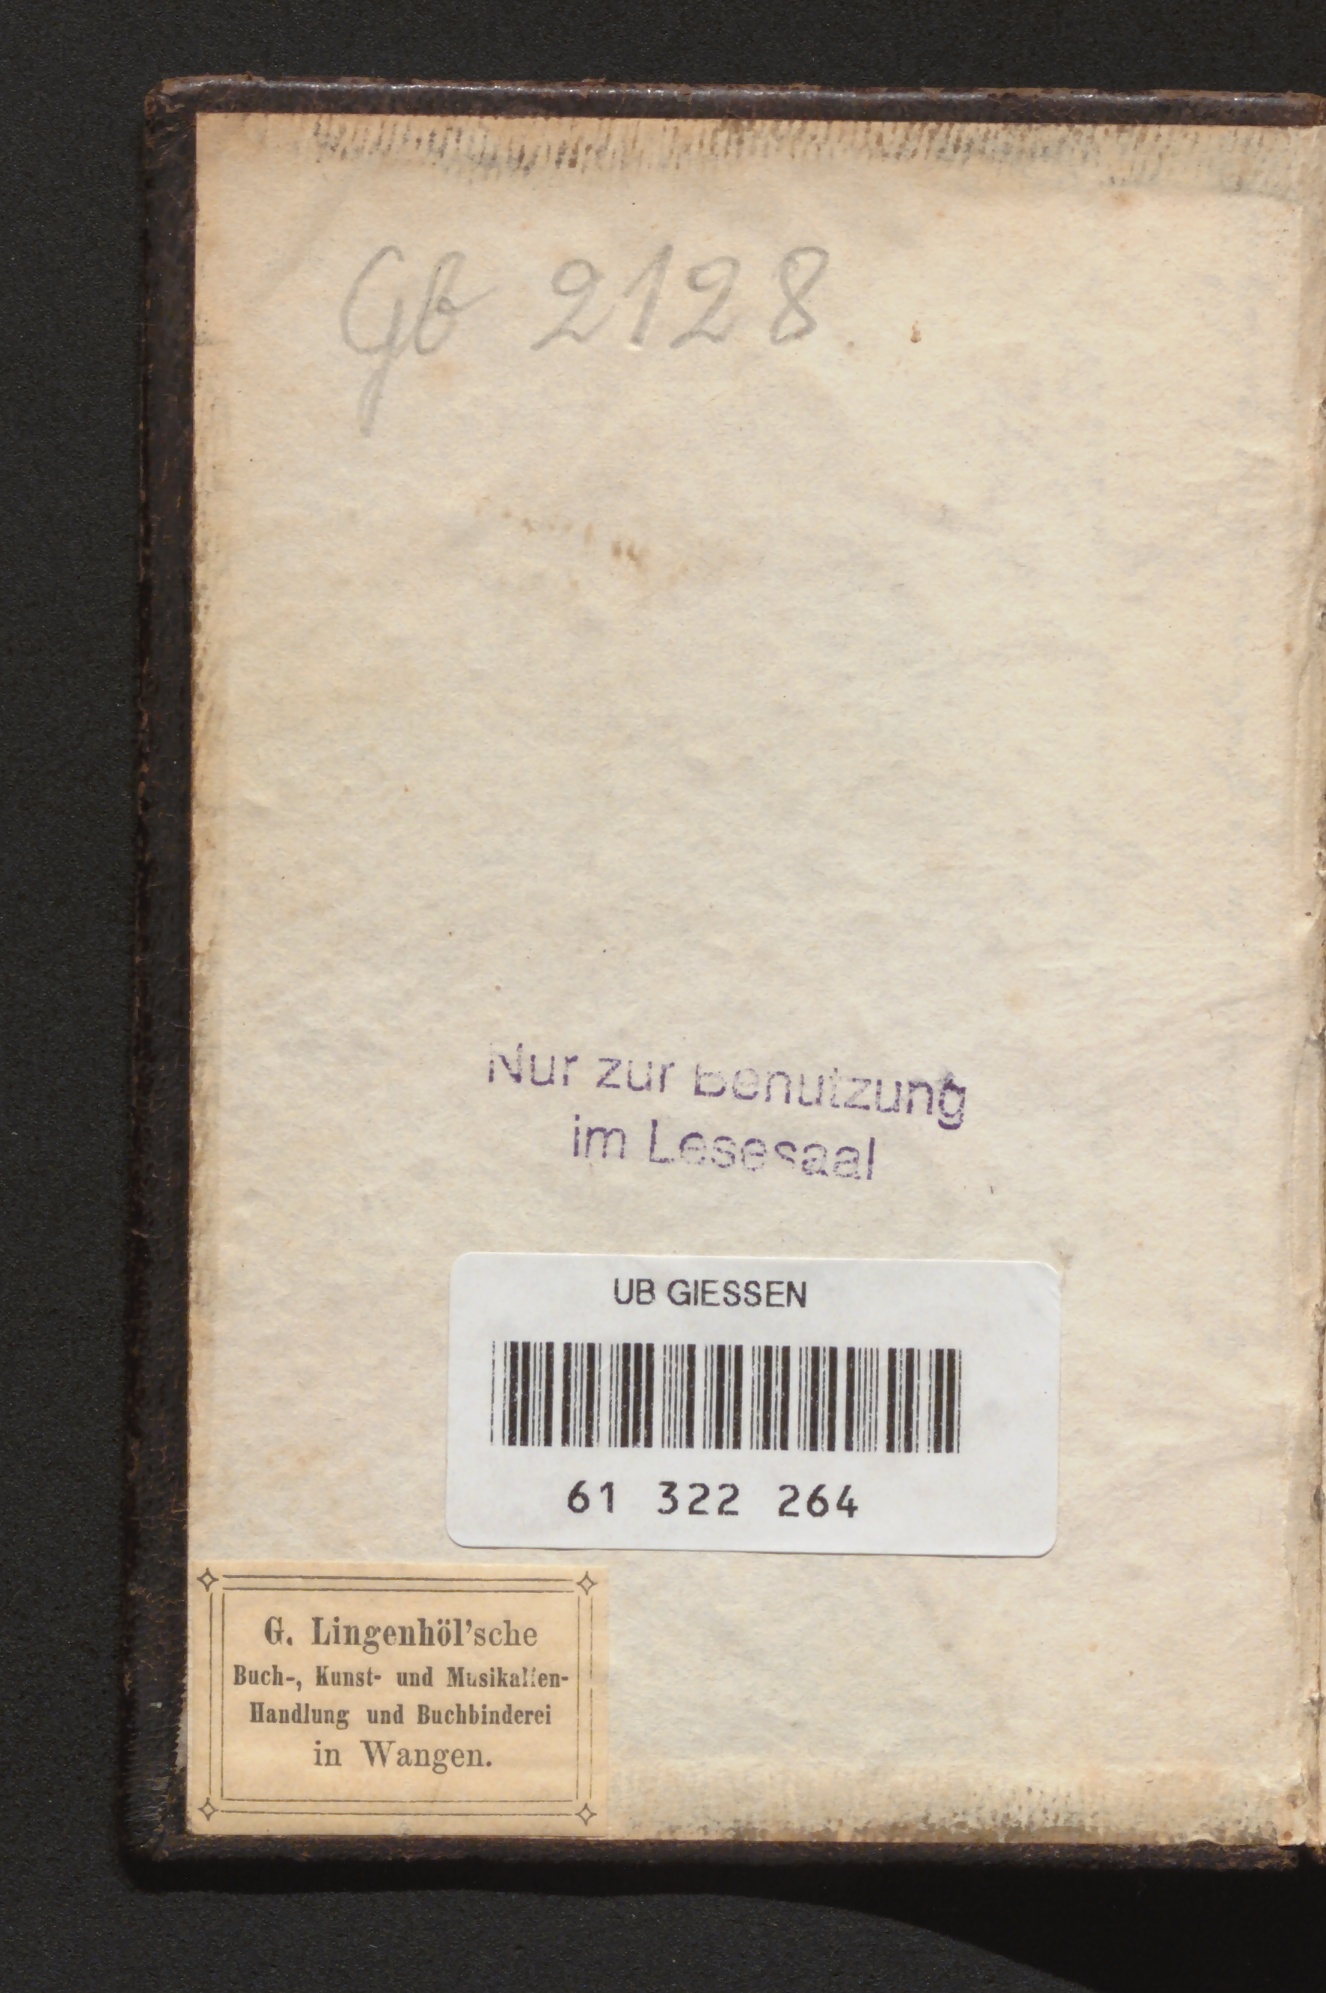 Gb 2128
Nur zur Benutzung
im Lesesaal
UB GIESSEN
61 322 264
G. Lingenhöl'sche
Buch-, Kunst- und Musikalien-
Handlung und Buchbinderei
in Wangen.